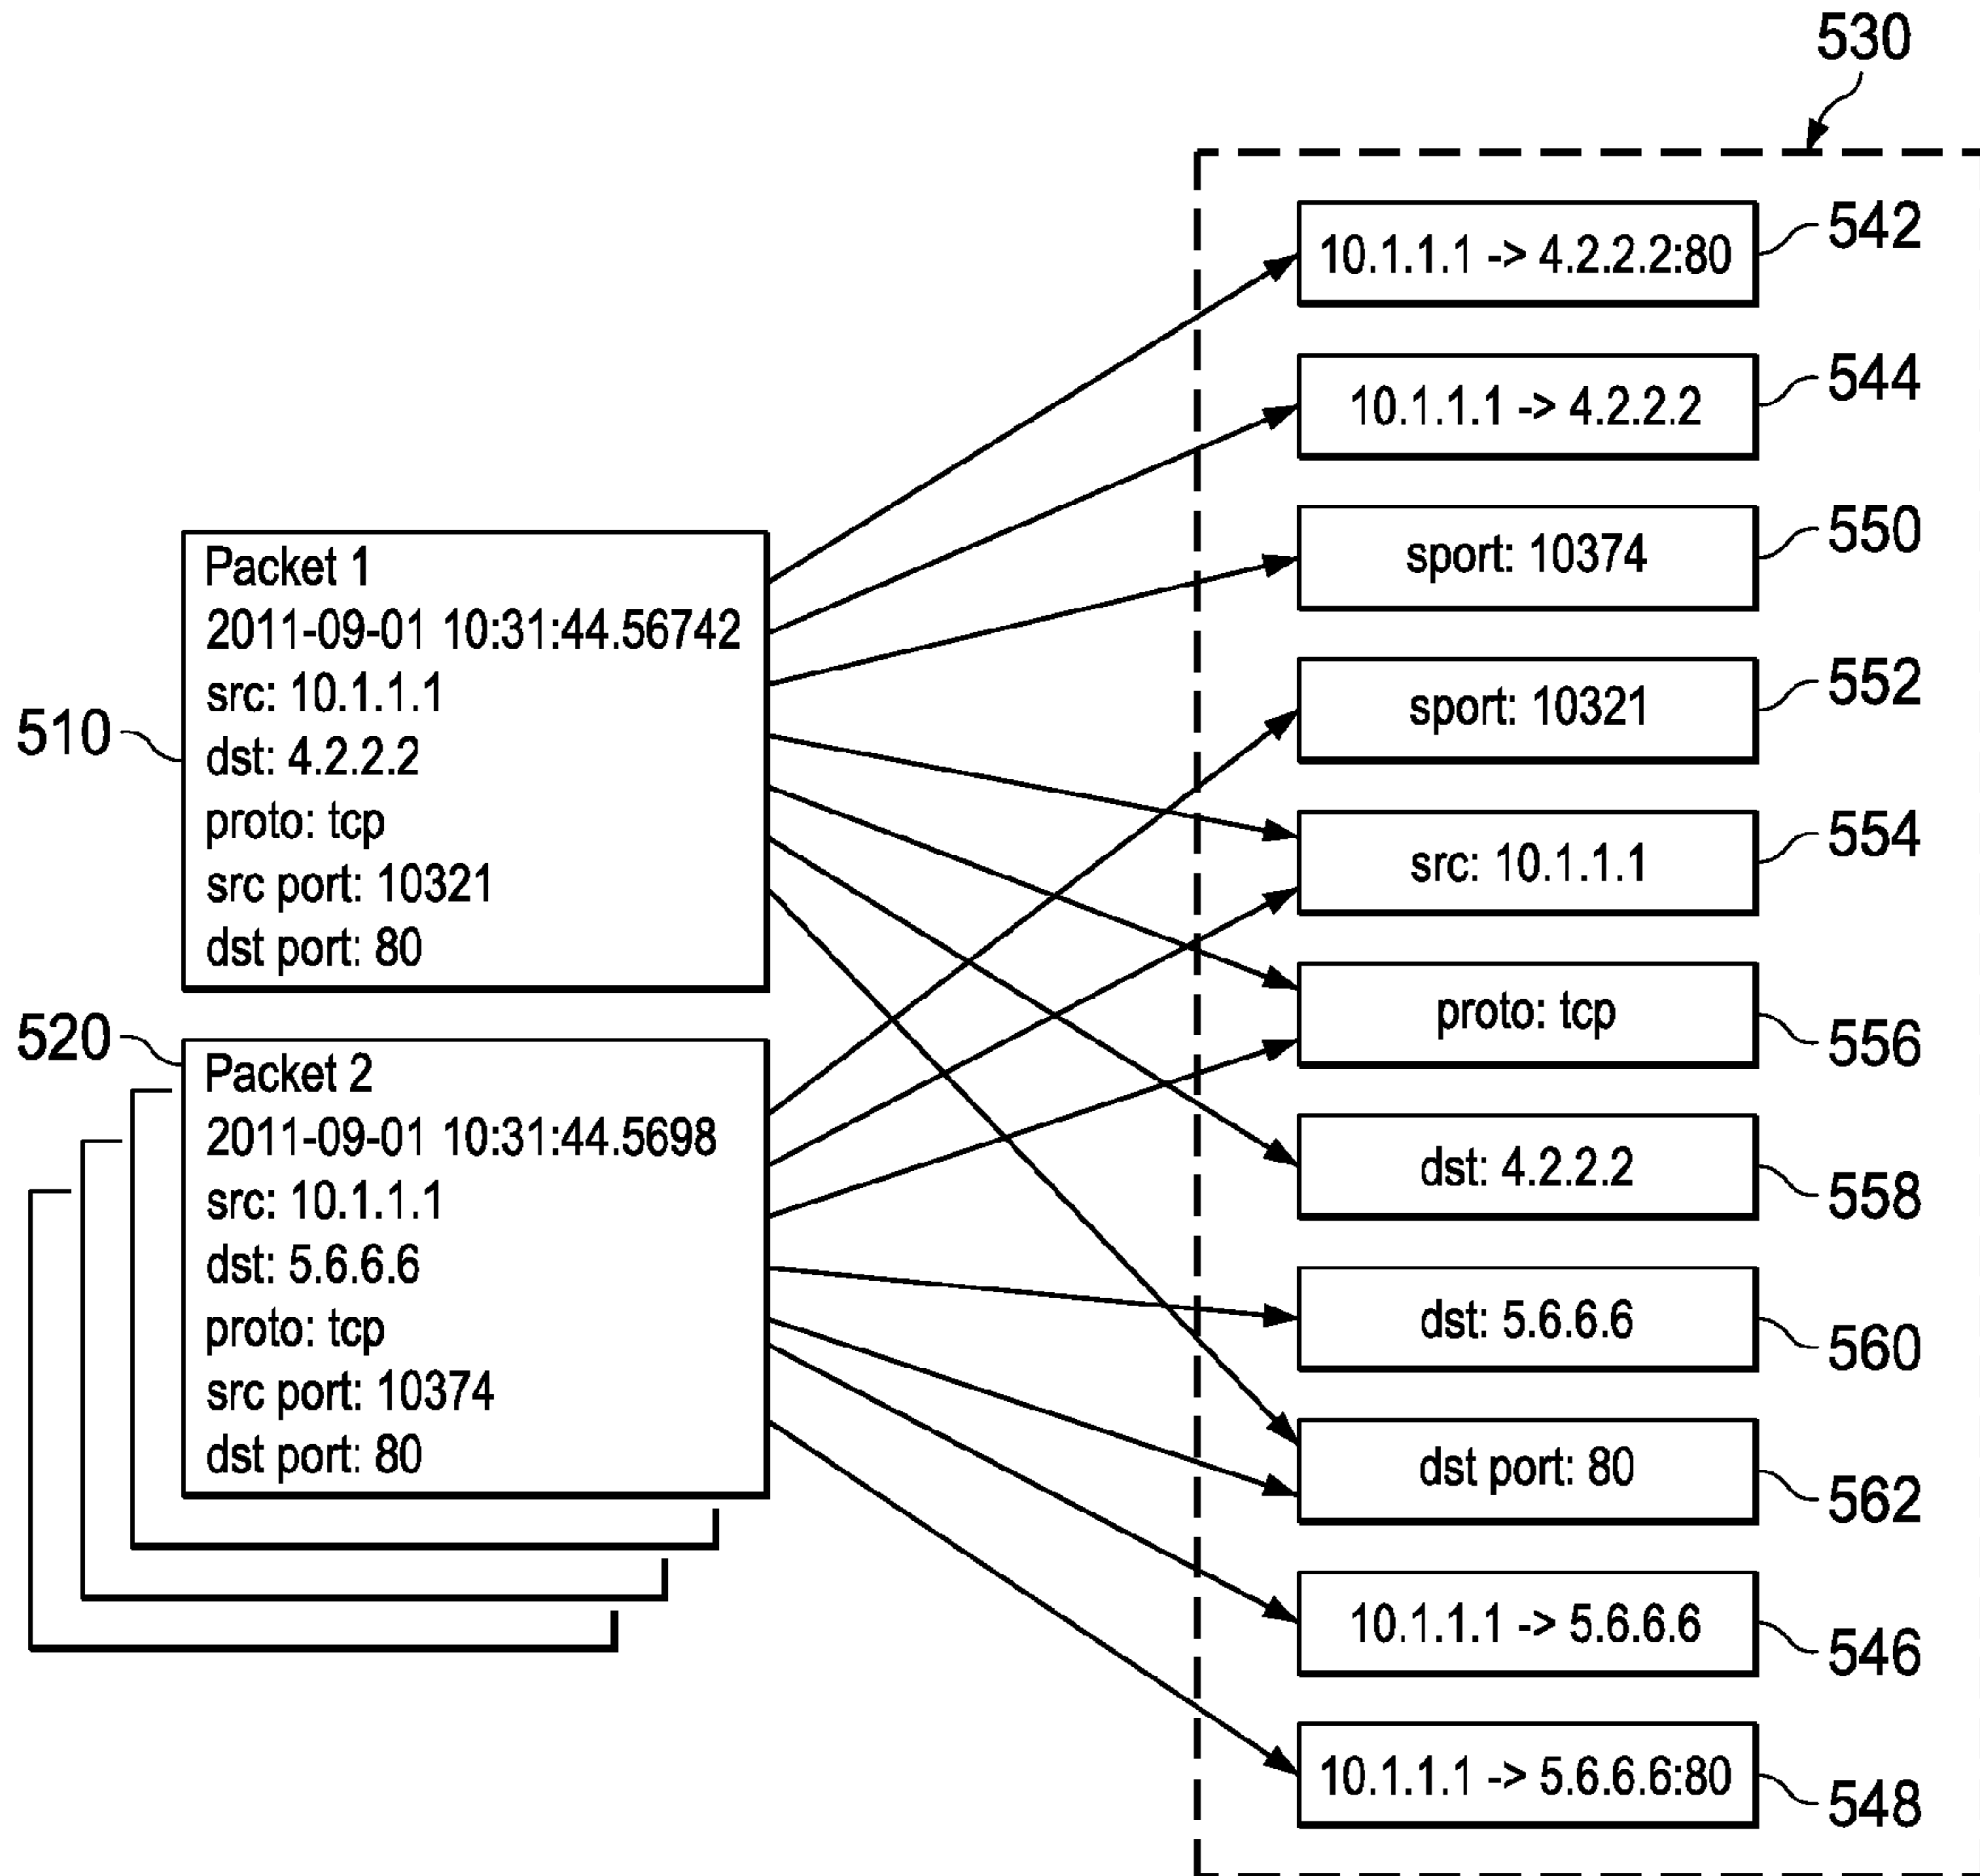 530
10.1.1.1 -> 4.2.2.2:80
542
10.1.1.1 -> 4.2.2.2
544
sport: 10374
550
sport: 10321
552
src: 10.1.1.1
554
proto: tcp
556
dst: 4.2.2.2
558
dst: 5.6.6.6
560
dst port: 80
562
10.1.1.1 -> 5.6.6.6
546
10.1.1.1 -> 5.6.6.6:80
548
510
Packet 1
2011-09-01 10:31:44.56742
src: 10.1.1.1
dst: 4.2.2.2
proto: tcp
src port: 10321
dst port: 80
520
Packet 2
2011-09-01 10:31:44.5698
src: 10.1.1.1
dst: 5.6.6.6
proto: tcp
src port: 10374
dst port: 80